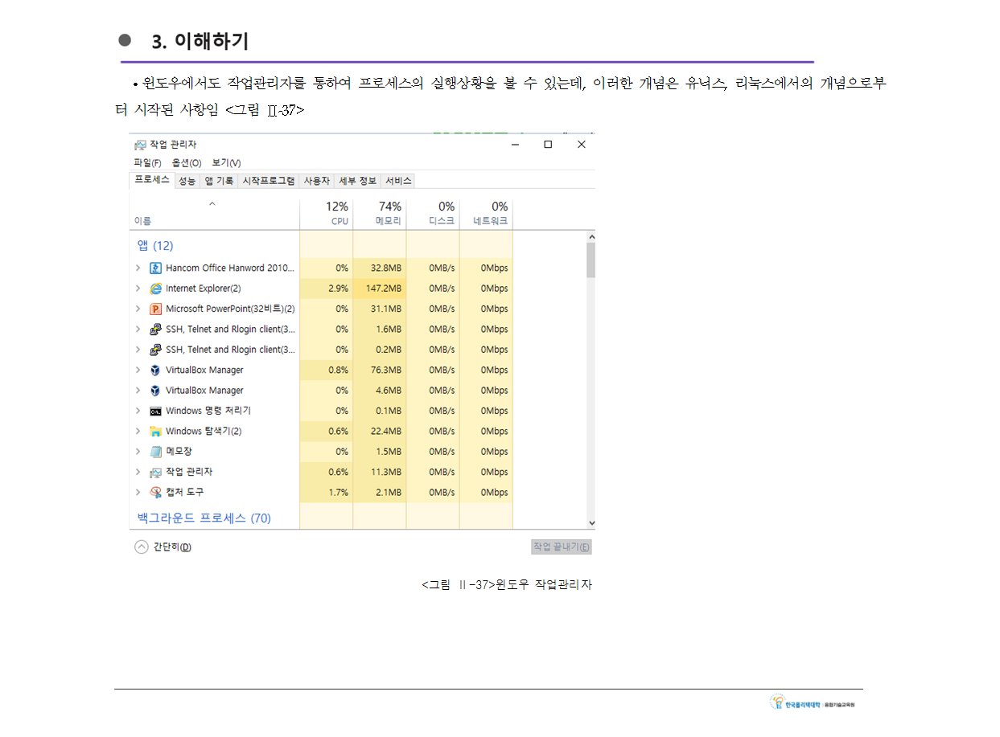 ● 3. 이해하기
• 윈도우에서도 작업관리자를 통하여 프로세스의 실행상황을 볼 수 있는데, 이러한 개념은 유닉스, 리눅스에서의 개념으로부
터 시작된 사항임 <그림 Ⅱ-37>
작업 관리자
파일(F) 옵션(O) 보기(V)
프로세스 성능 앱 기록 시작프로그램 사용자 세부 정보 서비스
12% 74% 0% 0%
이름 CPU 메모리 디스크 네트워크
앱 (12)
Hancom Office Hanword 2010... 0% 32.8MB 0MB/s 0Mbps
Internet Explorer(2) 2.9% 147.2MB 0MB/s 0Mbps
Microsoft PowerPoint(32비트)(2) 0% 31.1MB 0MB/s 0Mbps
SSH, Telnet and Rlogin client(3... 0% 1.6MB 0MB/s 0Mbps
SSH, Telnet and Rlogin client(3... 0% 0.2MB 0MB/s 0Mbps
VirtualBox Manager 0.8% 76.3MB 0MB/s 0Mbps
VirtualBox Manager 0% 4.6MB 0MB/s 0Mbps
Windows 명령 처리기 0% 0.1MB 0MB/s 0Mbps
Windows 탐색기(2) 0.6% 22.4MB 0MB/s 0Mbps
메모장 0% 1.5MB 0MB/s 0Mbps
작업 관리자 0.6% 11.3MB 0MB/s 0Mbps
캡처 도구 1.7% 2.1MB 0MB/s 0Mbps
백그라운드 프로세스 (70)
간단히(D) 작업 끝내기(E)
<그림 Ⅱ-37>윈도우 작업관리자
한국폴리텍대학 융합기술교육원